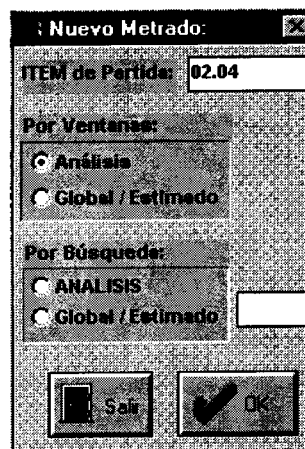 Nuevo Metrado:
ITEM de Partida: 02.04
Por Ventanas:
Análisis
Global / Estimado
Por Búsqueda:
ANALISIS
Global / Estimado
Salir OK